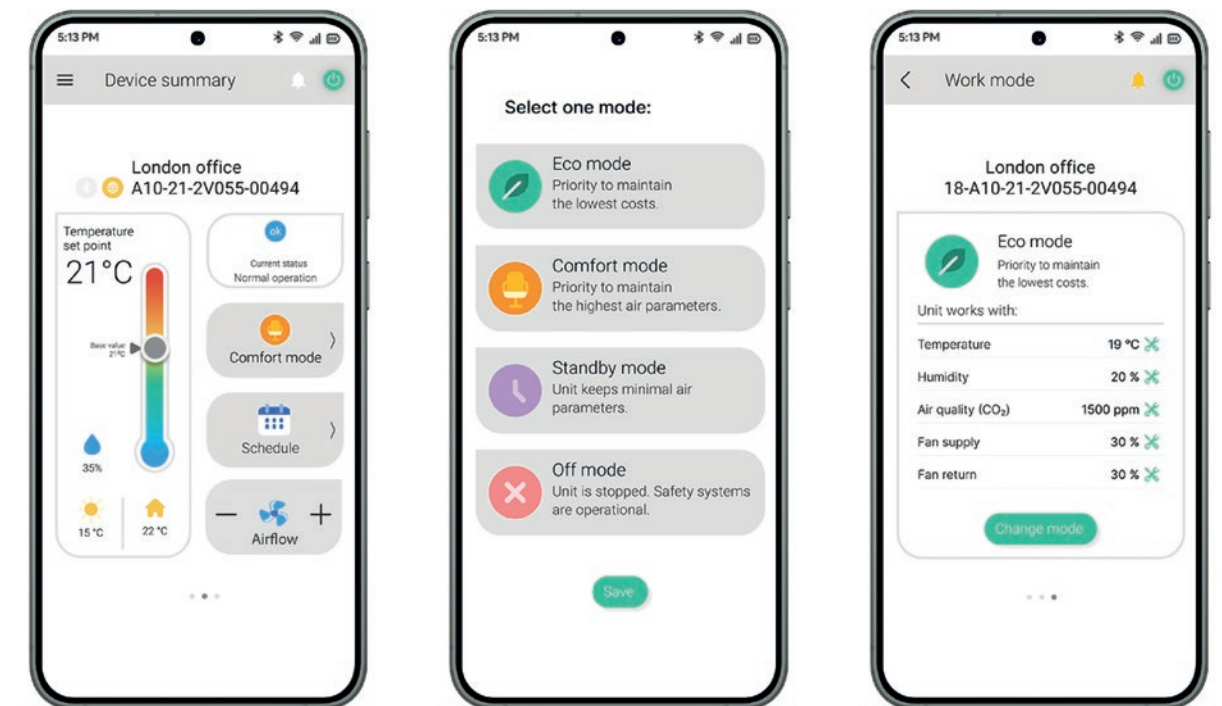 5:13 PM
Device summary
London office
A10-21-2V055-00494
Temperature
set point
21°C
Base value
21°C
35%
15 °C
22 °C
ok
Current status
Normal operation
Comfort mode
Schedule
Airflow
5:13 PM
Select one mode:
Eco mode
Priority to maintain
the lowest costs.
Comfort mode
Priority to maintain
the highest air parameters.
Standby mode
Unit keeps minimal air
parameters.
Off mode
Unit is stopped. Safety systems
are operational.
Save
5:13 PM
Work mode
London office
18-A10-21-2V055-00494
Eco mode
Priority to maintain
the lowest costs.
Unit works with:
Temperature 19 °C
Humidity 20 %
Air quality (CO₂) 1500 ppm
Fan supply 30 %
Fan return 30 %
Change mode